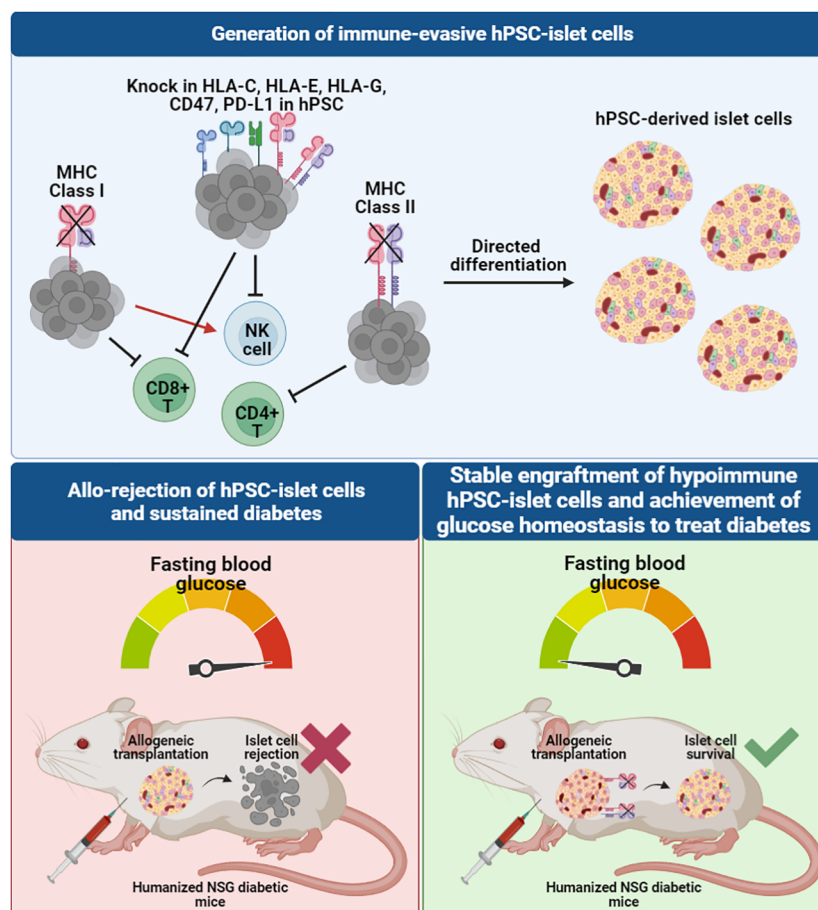 Generation of immune-evasive hPSC-islet cells
Knock in HLA-C, HLA-E, HLA-G,
CD47, PD-L1 in hPSC
hPSC-derived islet cells
MHC
Class I
MHC
Class II
Directed
differentiation
NK
cell
CD8+
T
CD4+
T
Allo-rejection of hPSC-islet cells
and sustained diabetes
Fasting blood
glucose
Allogeneic
transplantation
Islet cell
rejection
Humanized NSG diabetic
mice
Stable engraftment of hypoimmune
hPSC-islet cells and achievement of
glucose homeostasis to treat diabetes
Fasting blood
glucose
Allogeneic
transplantation
Islet cell
survival
Humanized NSG diabetic
mice